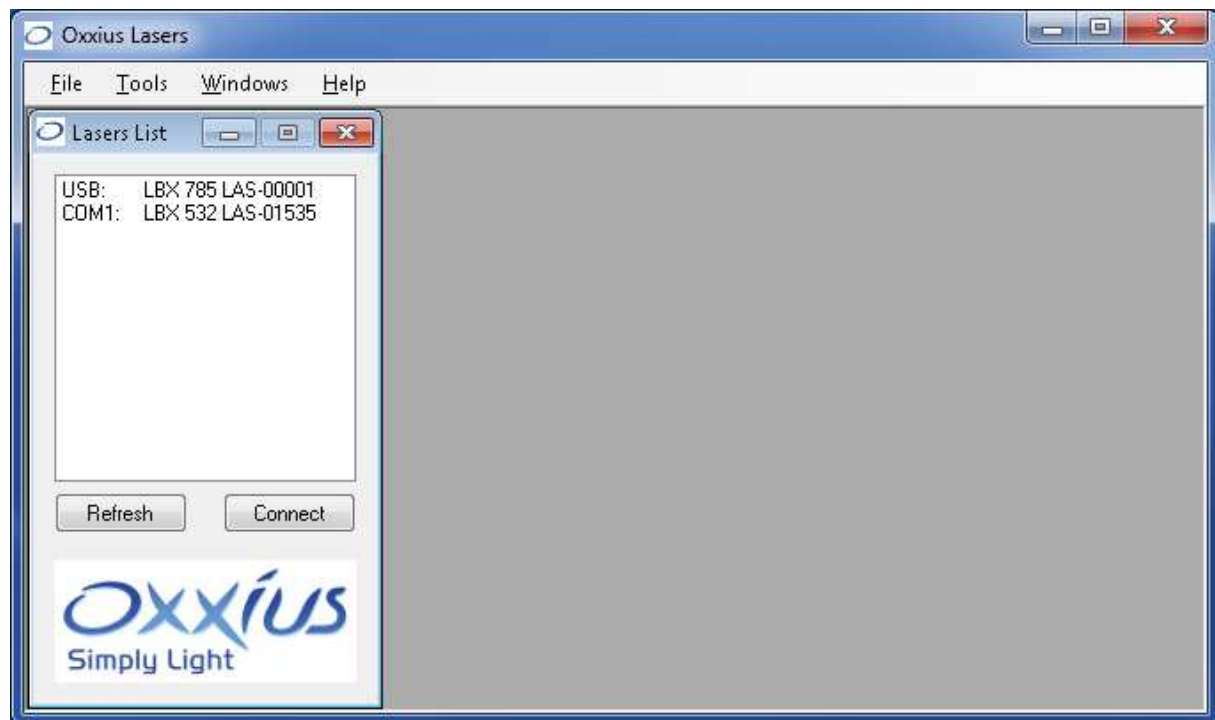 Oxxius Lasers
File Tools Windows Help
Lasers List
USB: LBX 785 LAS-00001
COM1: LBX 532 LAS-01535
Refresh Connect
Oxxius
Simply Light